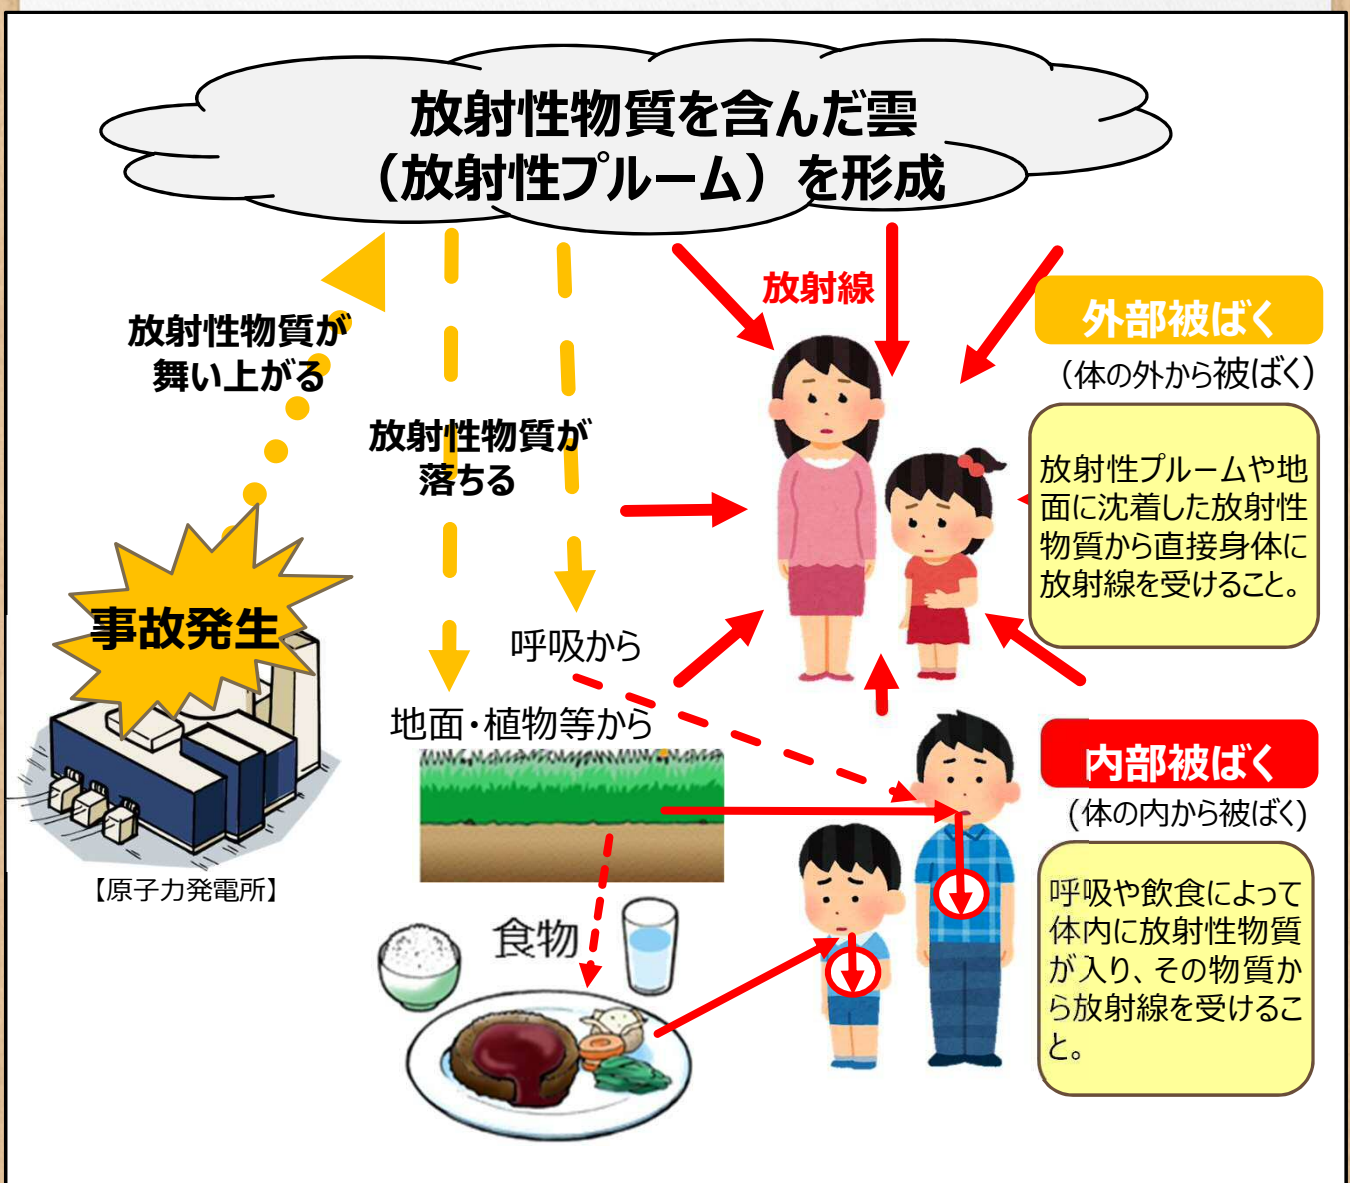 放射性物質を含んだ雲
（放射性プルーム）を形成
放射線
放射性物質が
舞い上がる
放射性物質が
落ちる
外部被ばく
（体の外から被ばく）
放射性プルームや地
面に沈着した放射性
物質から直接身体に
放射線を受けること。
事故発生
呼吸から
地面・植物等から
【原子力発電所】
内部被ばく
（体の内から被ばく）
呼吸や飲食によって
体内に放射性物質
が入り、その物質か
ら放射線を受けるこ
と。
食物